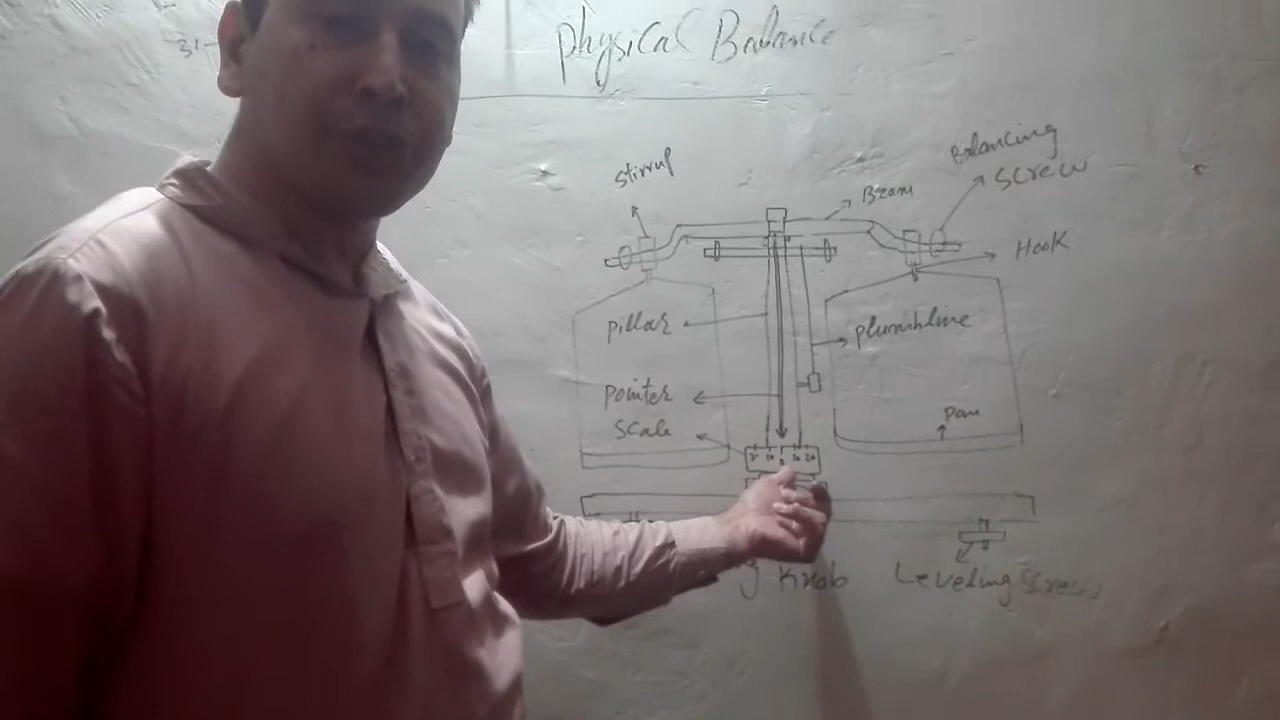 Physical Balance
Balancing
Screw
Stirrup
Beam
Hook
pillar
plumbline
pointer
Scale
pan
Knob
Leveling Screw